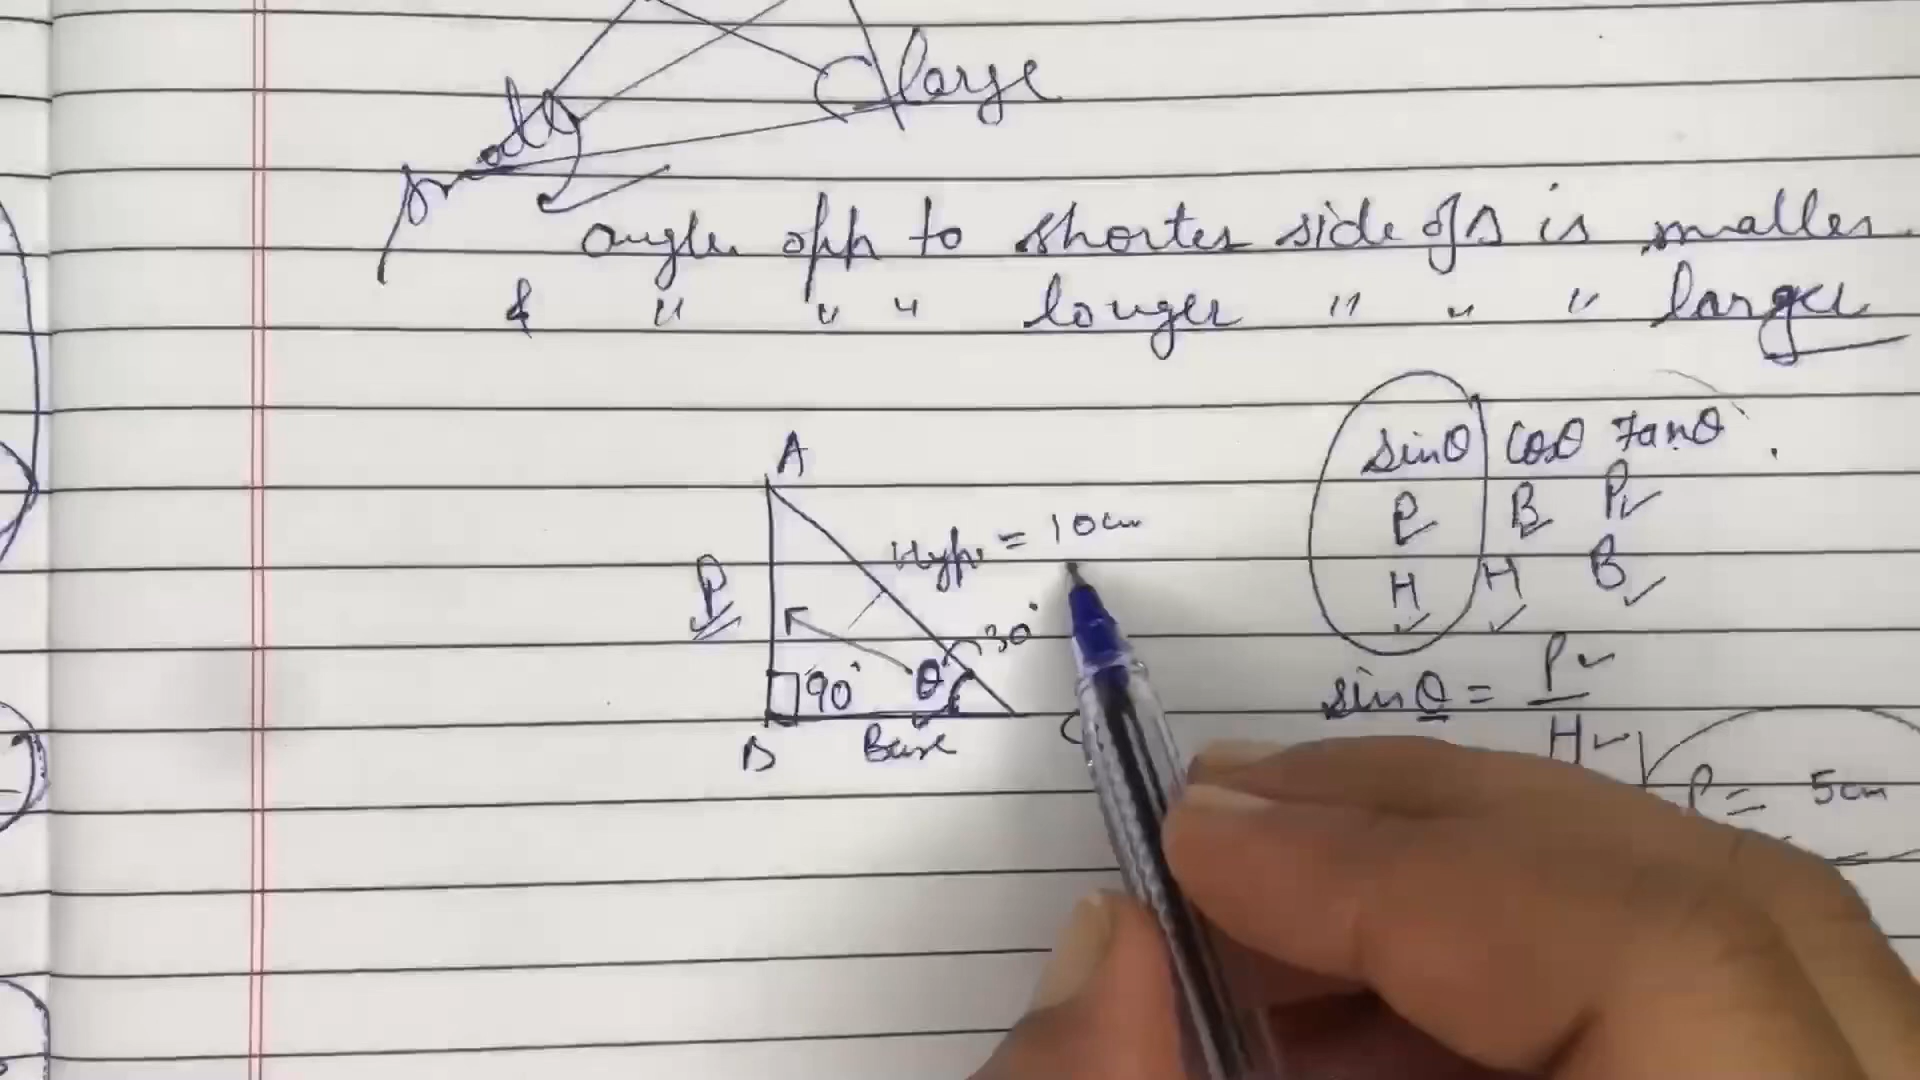 large
small
angle opp to shorter side of Δ is smaller.
& " " " longer " " " larger
A
sinθ cosθ Tanθ
P B P
H H B
Hypo = 10cm
P
30°
90° θ
B Base C
sinθ = P
H
P = 5cm